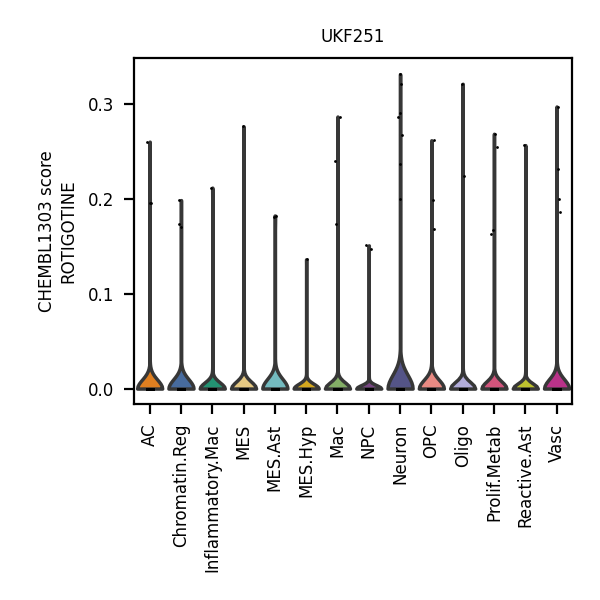 UKF251
CHEMBL1303 score
ROTIGOTINE
0.3
0.2
0.1
0.0
AC
Chromatin.Reg
Inflammatory.Mac
MES
MES.Ast
MES.Hyp
Mac
NPC
Neuron
OPC
Oligo
Prolif.Metab
Reactive.Ast
Vasc